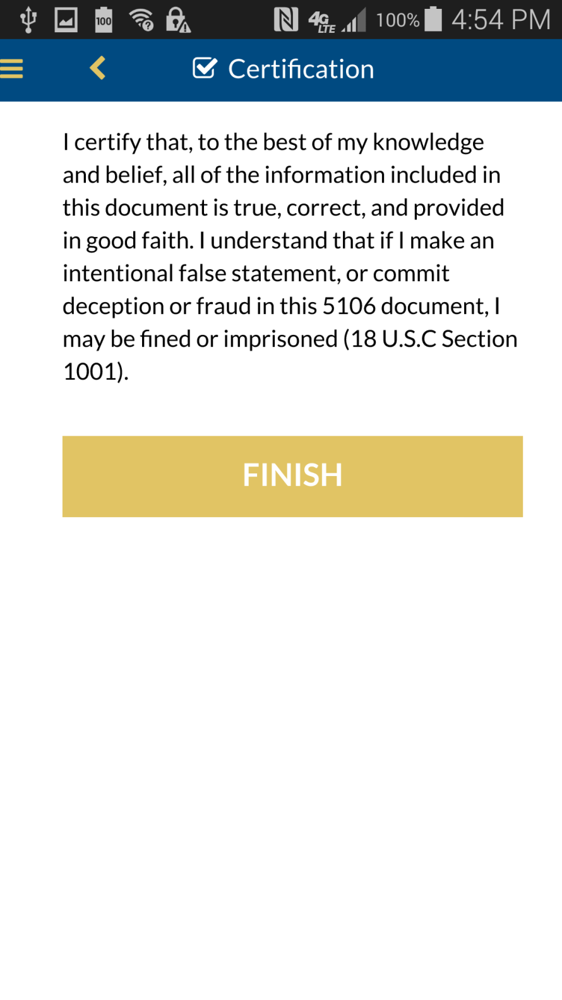 100 4G LTE 100% 4:54 PM
Certification
I certify that, to the best of my knowledge
and belief, all of the information included in
this document is true, correct, and provided
in good faith. I understand that if I make an
intentional false statement, or commit
deception or fraud in this 5106 document, I
may be fined or imprisoned (18 U.S.C Section
1001).
FINISH